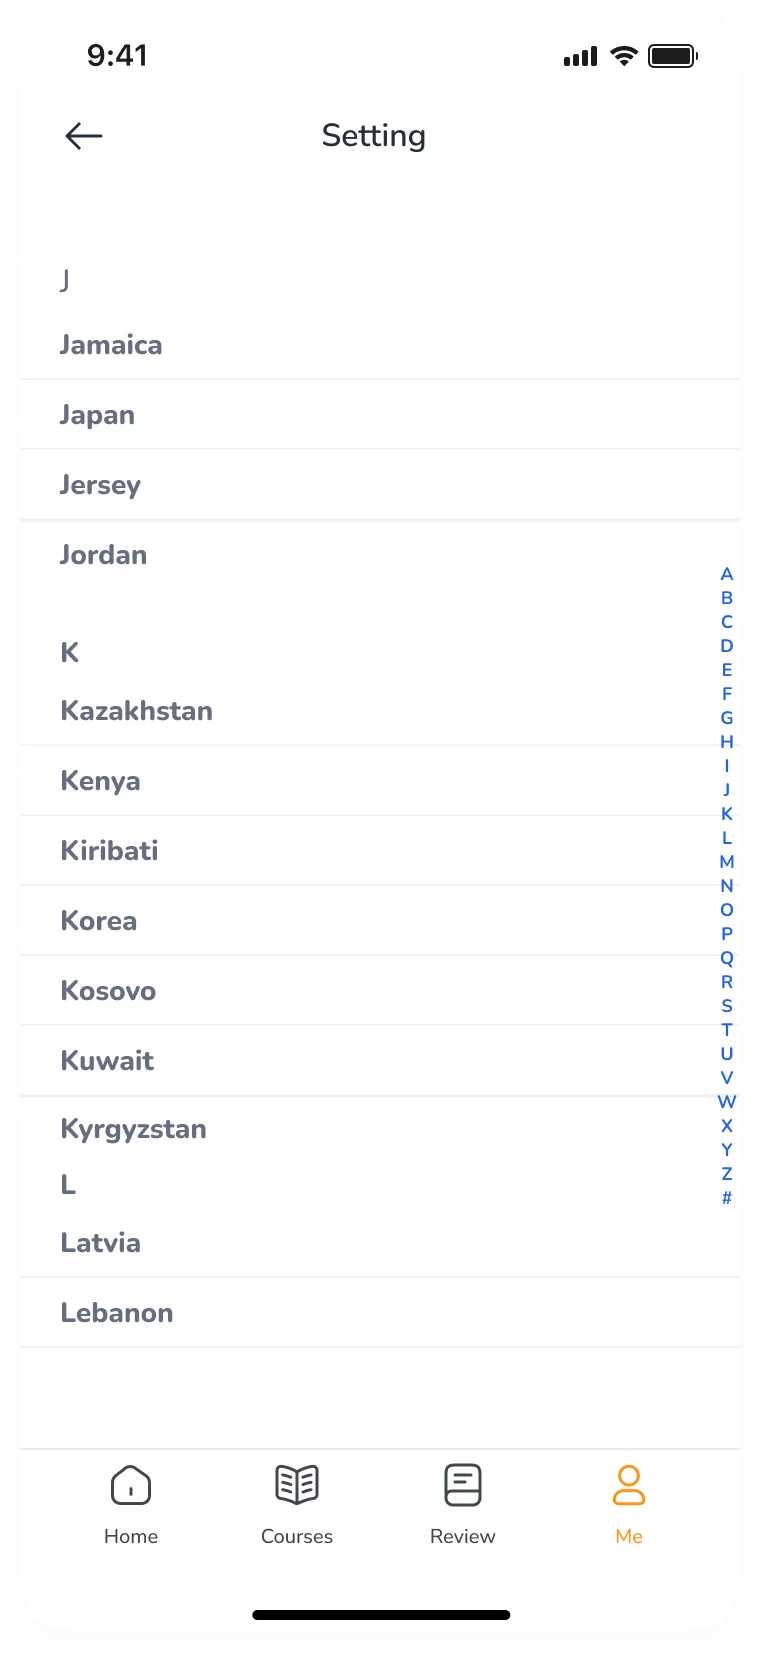 9:41
Setting
J
Jamaica
Japan
Jersey
Jordan
K
Kazakhstan
Kenya
Kiribati
Korea
Kosovo
Kuwait
Kyrgyzstan
L
Latvia
Lebanon
A
B
C
D
E
F
G
H
I
J
K
L
M
N
O
P
Q
R
S
T
U
V
W
X
Y
Z
#
Home Courses Review Me